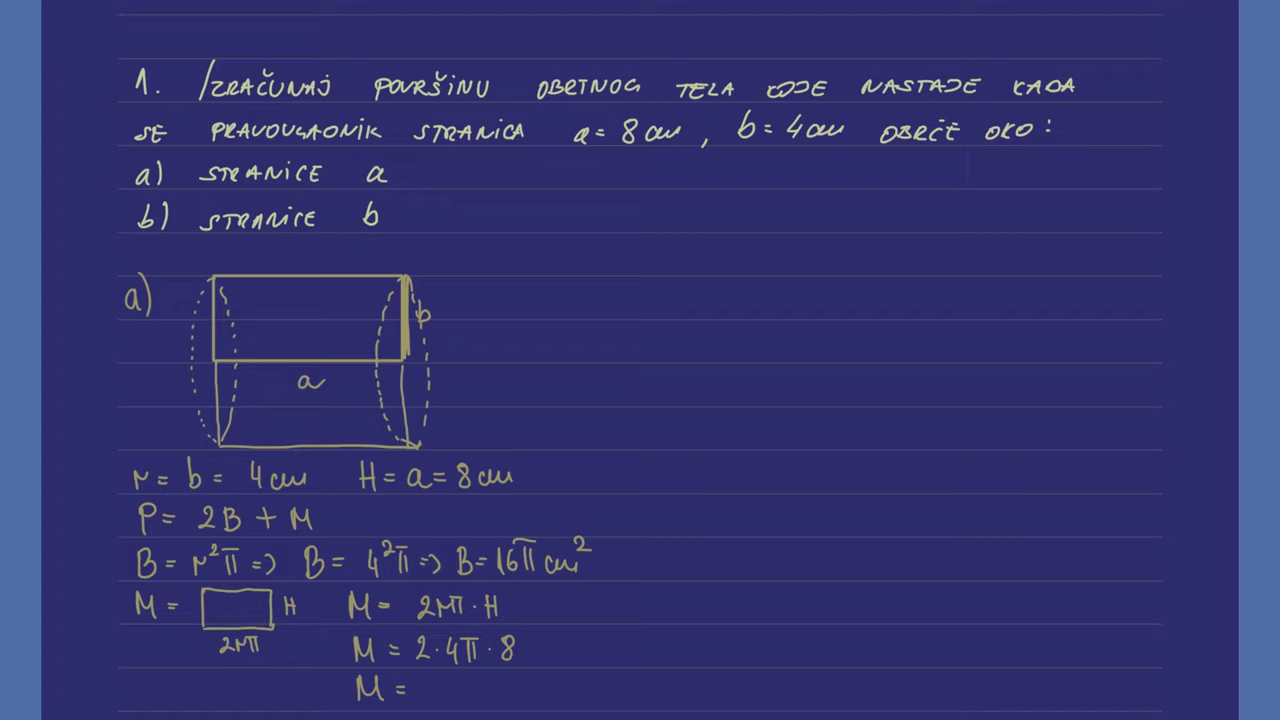 1. IZRAČUNAJ POVRŠINU OBRTNOG TELA KOJE NASTAJE KADA
SE PRAVOUGAONIK STRANICA a = 8 cm , b = 4 cm OBRĆE OKO :
a) STRANICE a
b) STRANICE b
a)
b
a
r = b = 4 cm H = a = 8 cm
P = 2B + M
B = r²π => B = 4²π => B = 16π cm²
M = H M = 2rπ · H
2rπ
M = 2 · 4π · 8
M =